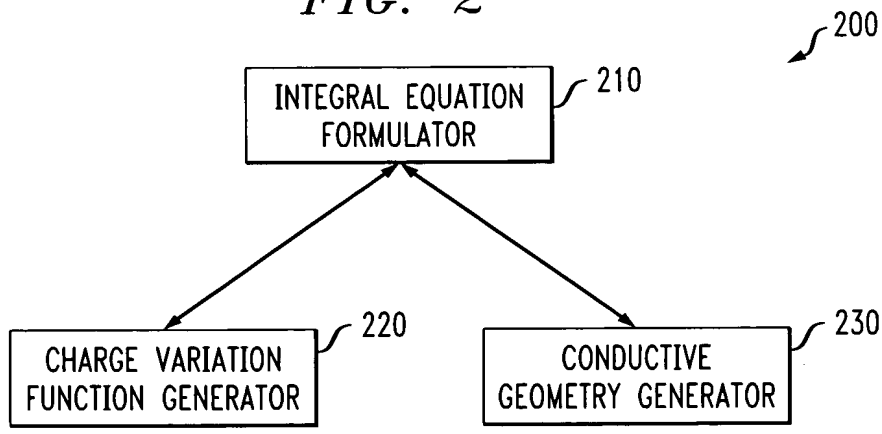 FIG. 2
200
INTEGRAL EQUATION
FORMULATOR
210
CHARGE VARIATION
FUNCTION GENERATOR
220
CONDUCTIVE
GEOMETRY GENERATOR
230